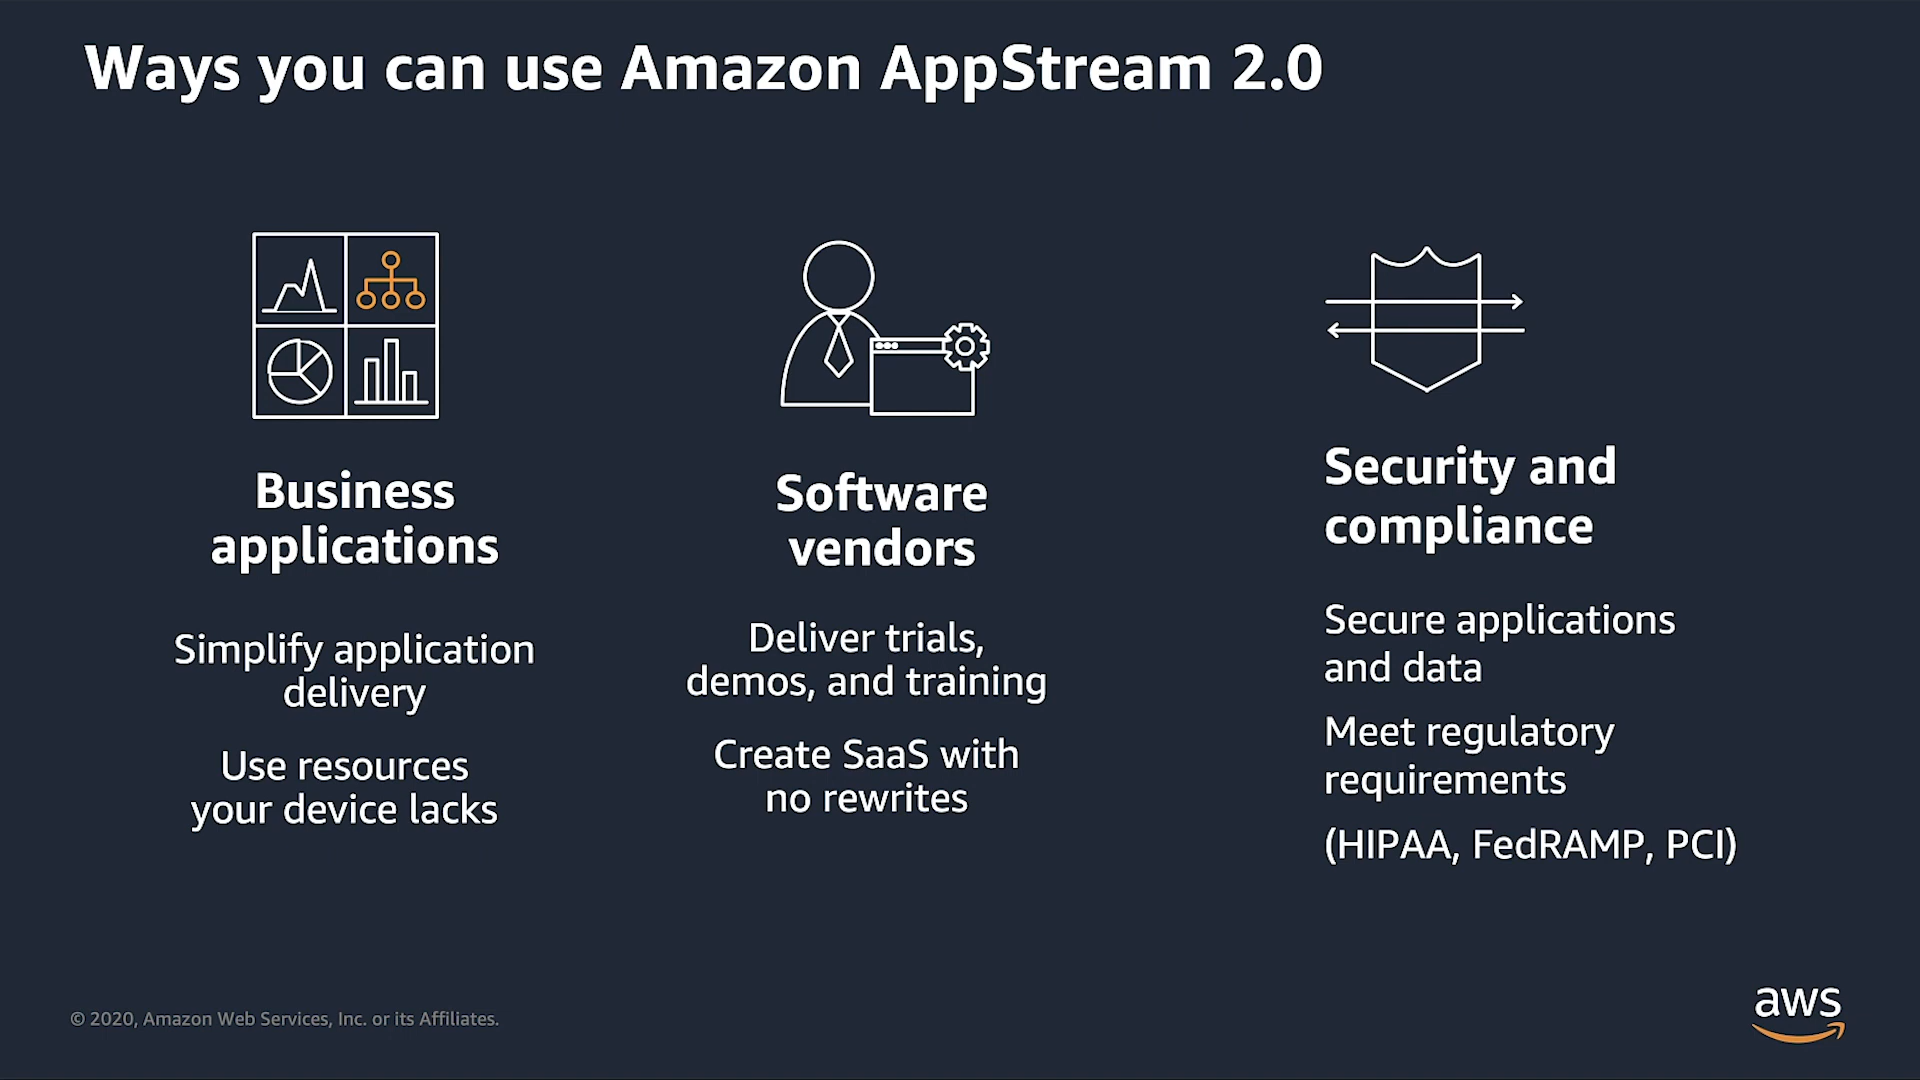 Ways you can use Amazon AppStream 2.0
Business
applications
Simplify application
delivery
Use resources
your device lacks
Software
vendors
Deliver trials,
demos, and training
Create SaaS with
no rewrites
Security and
compliance
Secure applications
and data
Meet regulatory
requirements
(HIPAA, FedRAMP, PCI)
© 2020, Amazon Web Services, Inc. or its Affiliates.
aws